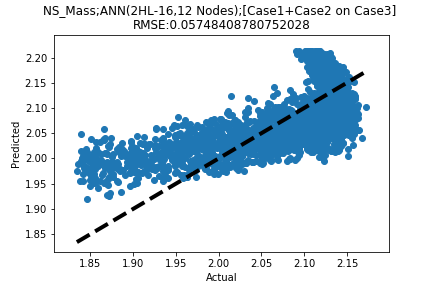 NS_Mass;ANN(2HL-16,12 Nodes);[Case1+Case2 on Case3]
RMSE:0.05748408780752028
2.20
2.15
2.10
2.05
2.00
1.95
1.90
1.85
Predicted
1.85 1.90 1.95 2.00 2.05 2.10 2.15
Actual